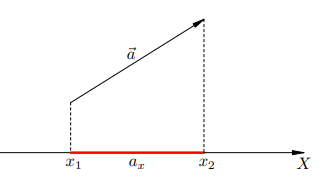 a⃗
x₁ aₓ x₂ X